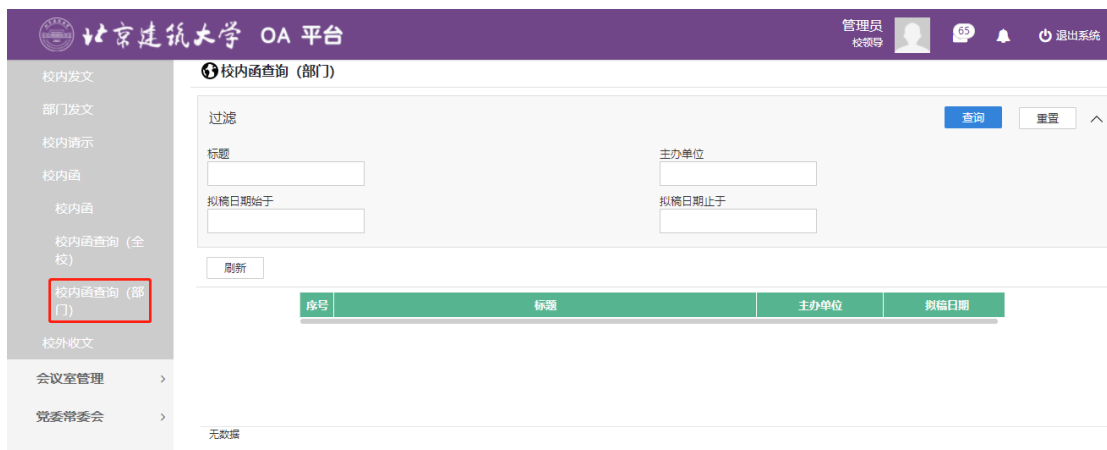 北京建筑大学 OA 平台
管理员
校领导
65
退出系统
校内发文
部门发文
校内请示
校内函
校内函
校内函查询 (全
校)
校内函查询 (部
门)
校外收文
会议室管理
党委常委会
校内函查询 (部门)
过滤
查询
重置
标题
主办单位
拟稿日期始于
拟稿日期止于
刷新
序号 标题 主办单位 拟稿日期
无数据